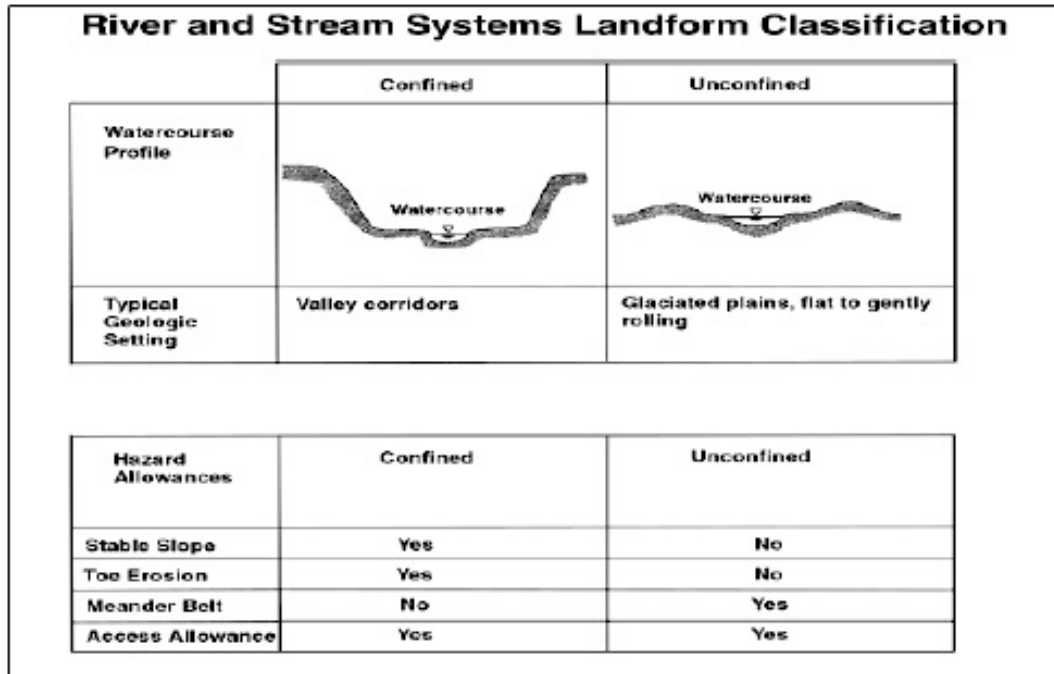 River and Stream Systems Landform Classification
Confined Unconfined
Watercourse
Profile
Watercourse
Watercourse
Typical
Geologic
Setting
Valley corridors
Glaciated plains, flat to gently
rolling
Hazard
Allowances
Confined Unconfined
Stable Slope Yes No
Toe Erosion Yes No
Meander Belt No Yes
Access Allowance Yes Yes